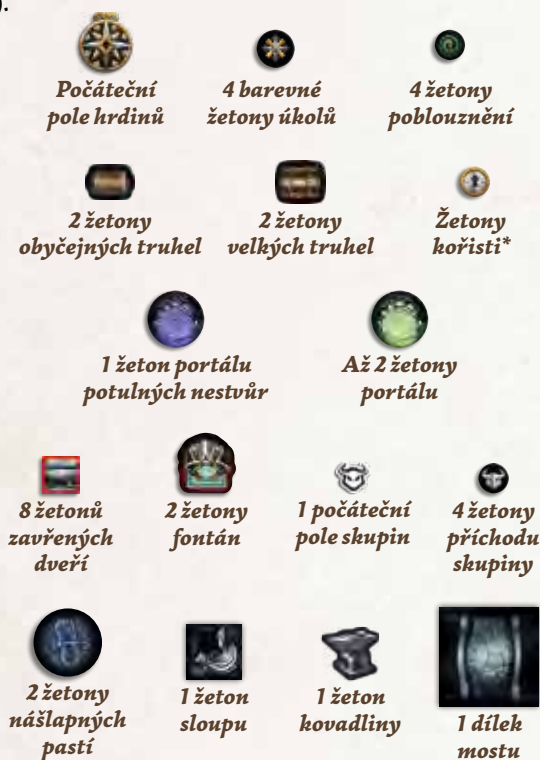 ).
Počáteční
pole hrdinů
4 barevné
žetony úkolů
4 žetony
poblouznění
2 žetony
obyčejných truhel
2 žetony
velkých truhel
Žetony
kořisti*
1 žeton portálu
potulných nestvůr
Až 2 žetony
portálu
8 žetonů
zavřených
dveří
2 žetony
fontán
1 počáteční
pole skupin
4 žetony
příchodu
skupiny
2 žetony
nášlapných
pastí
1 žeton
sloupu
1 žeton
kovadliny
1 dílek
mostu